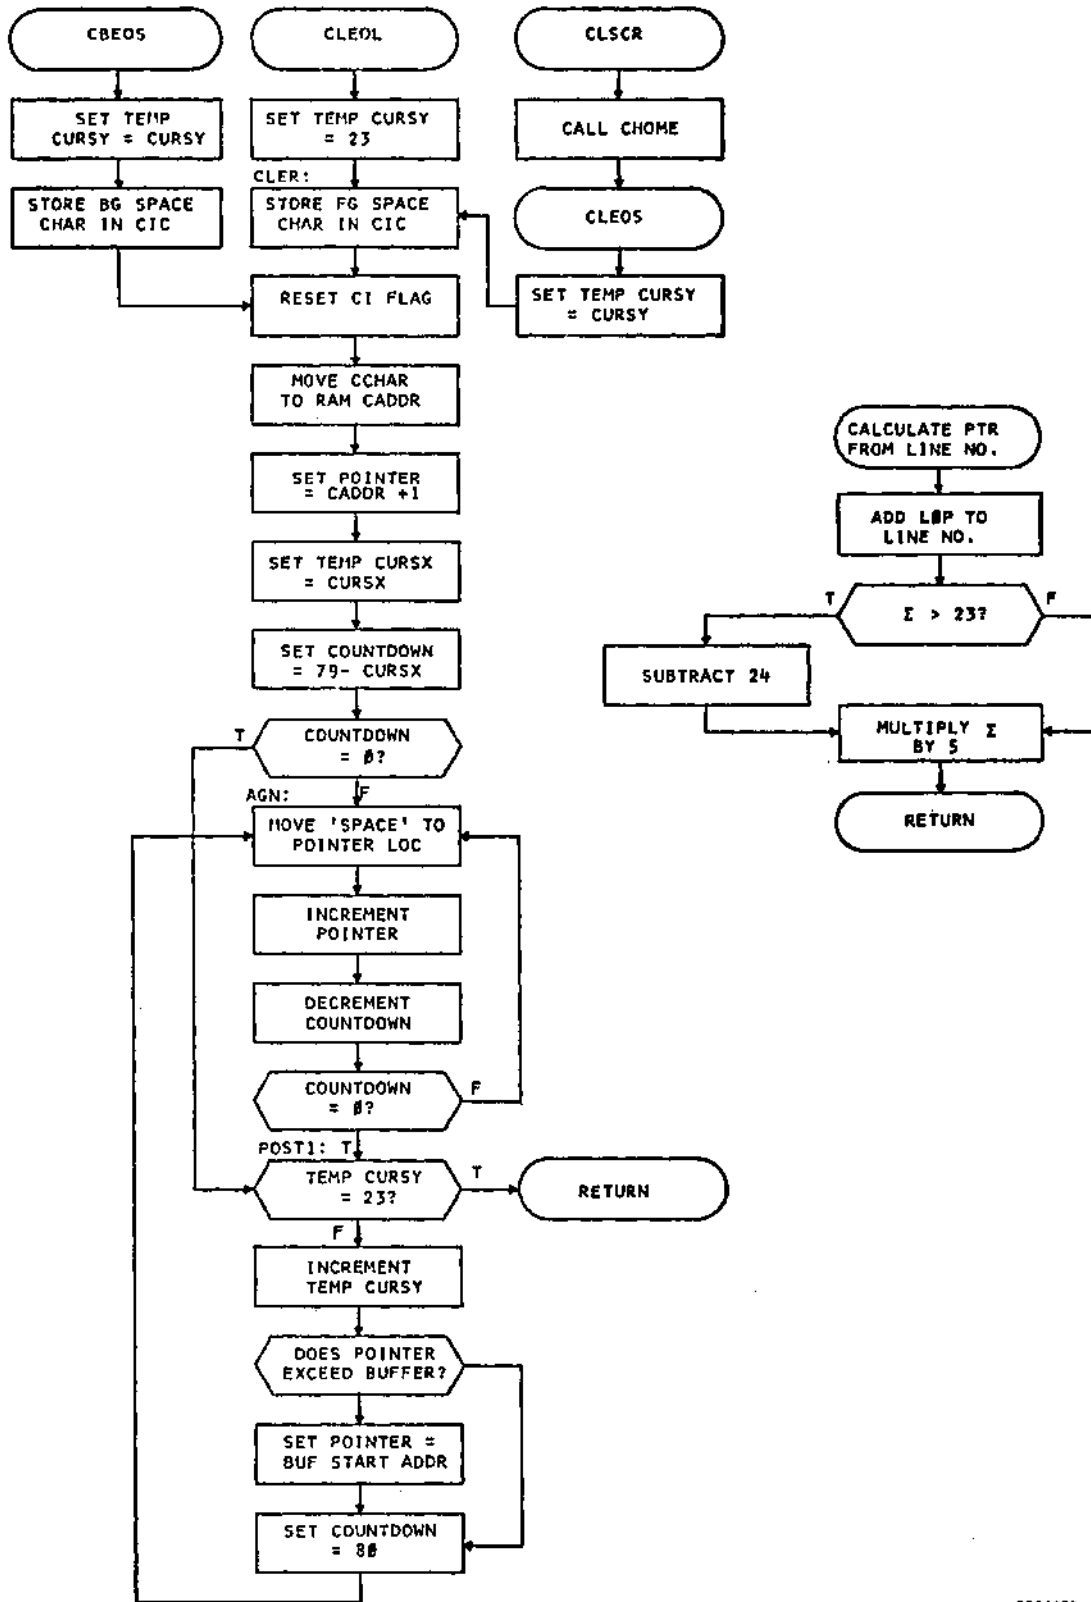 CBEOS
SET TEMP
CURSY = CURSY
STORE BG SPACE
CHAR IN CIC
CLEOL
SET TEMP CURSY
= 23
CLER:
STORE FG SPACE
CHAR IN CIC
RESET CI FLAG
MOVE CCHAR
TO RAM CADDR
SET POINTER
= CADDR +1
SET TEMP CURSX
= CURSX
SET COUNTDOWN
= 79- CURSX
T
COUNTDOWN
= 0?
AGN:
F
MOVE 'SPACE' TO
POINTER LOC
INCREMENT
POINTER
DECREMENT
COUNTDOWN
COUNTDOWN
= 0?
F
POST1: T
TEMP CURSY
= 23?
T
RETURN
F
INCREMENT
TEMP CURSY
DOES POINTER
EXCEED BUFFER?
SET POINTER =
BUF START ADDR
SET COUNTDOWN
= 80
CLSCR
CALL CHOME
CLEOS
SET TEMP CURSY
= CURSY
CALCULATE PTR
FROM LINE NO.
ADD L0P TO
LINE NO.
T
Σ > 23?
F
SUBTRACT 24
MULTIPLY Σ
BY 5
RETURN